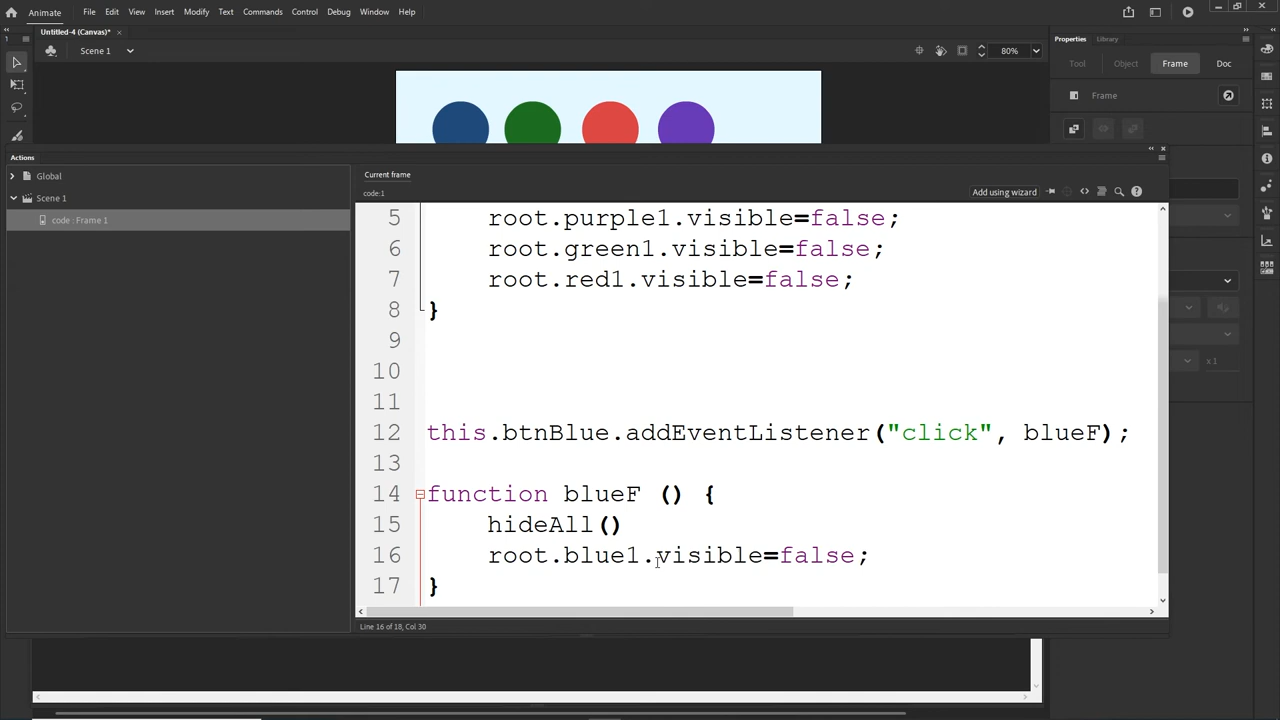 Animate File Edit View Insert Modify Text Commands Control Debug Window Help
Untitled-4 (Canvas)*
Scene 1 80%
Properties Library
Tool Object Frame Doc
Frame
Actions
Global
Scene 1
code : Frame 1
Current frame
code:1 Add using wizard
5 root.purple1.visible=false;
6 root.green1.visible=false;
7 root.red1.visible=false;
8 }
9
10
11
12 this.btnBlue.addEventListener("click", blueF);
13
14 function blueF () {
15 hideAll()
16 root.blue1.visible=false;
17 }
x 1
Line 16 of 18, Col 30